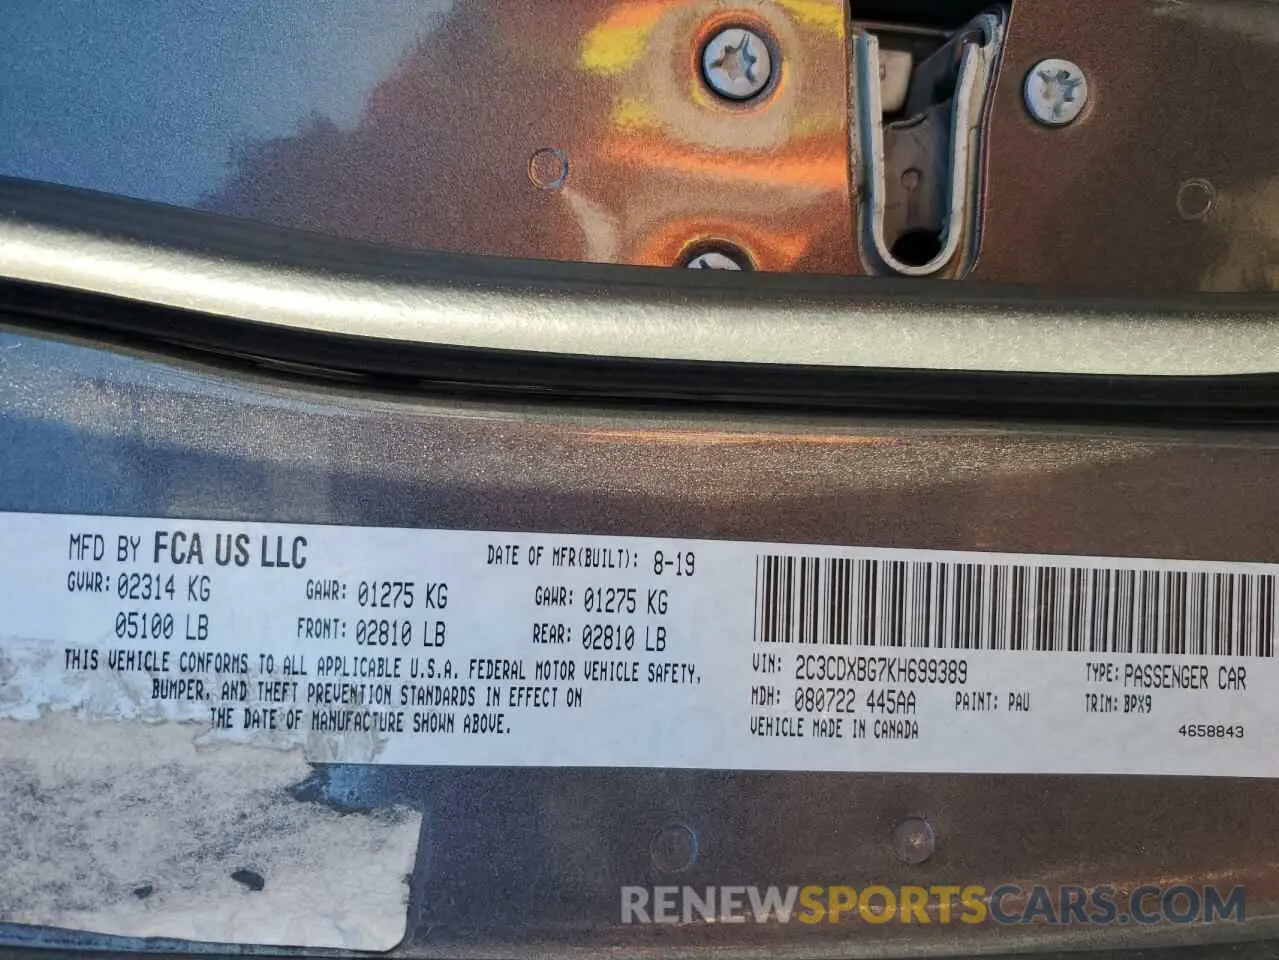 MFD BY FCA US LLC
DATE OF MFR(BUILT): 8-19
GVWR: 02314 KG
GAWR: 01275 KG
GAWR: 01275 KG
05100 LB
FRONT: 02810 LB
REAR: 02810 LB
THIS VEHICLE CONFORMS TO ALL APPLICABLE U.S.A. FEDERAL MOTOR VEHICLE SAFETY,
BUMPER, AND THEFT PREVENTION STANDARDS IN EFFECT ON
THE DATE OF MANUFACTURE SHOWN ABOVE.
VIN: 2C3CDXBG7KH699389
TYPE: PASSENGER CAR
MDH: 080722 445AA
PAINT: PAU
TRIM: BPX9
VEHICLE MADE IN CANADA
4658843
RENEWSPORTSCARS.COM